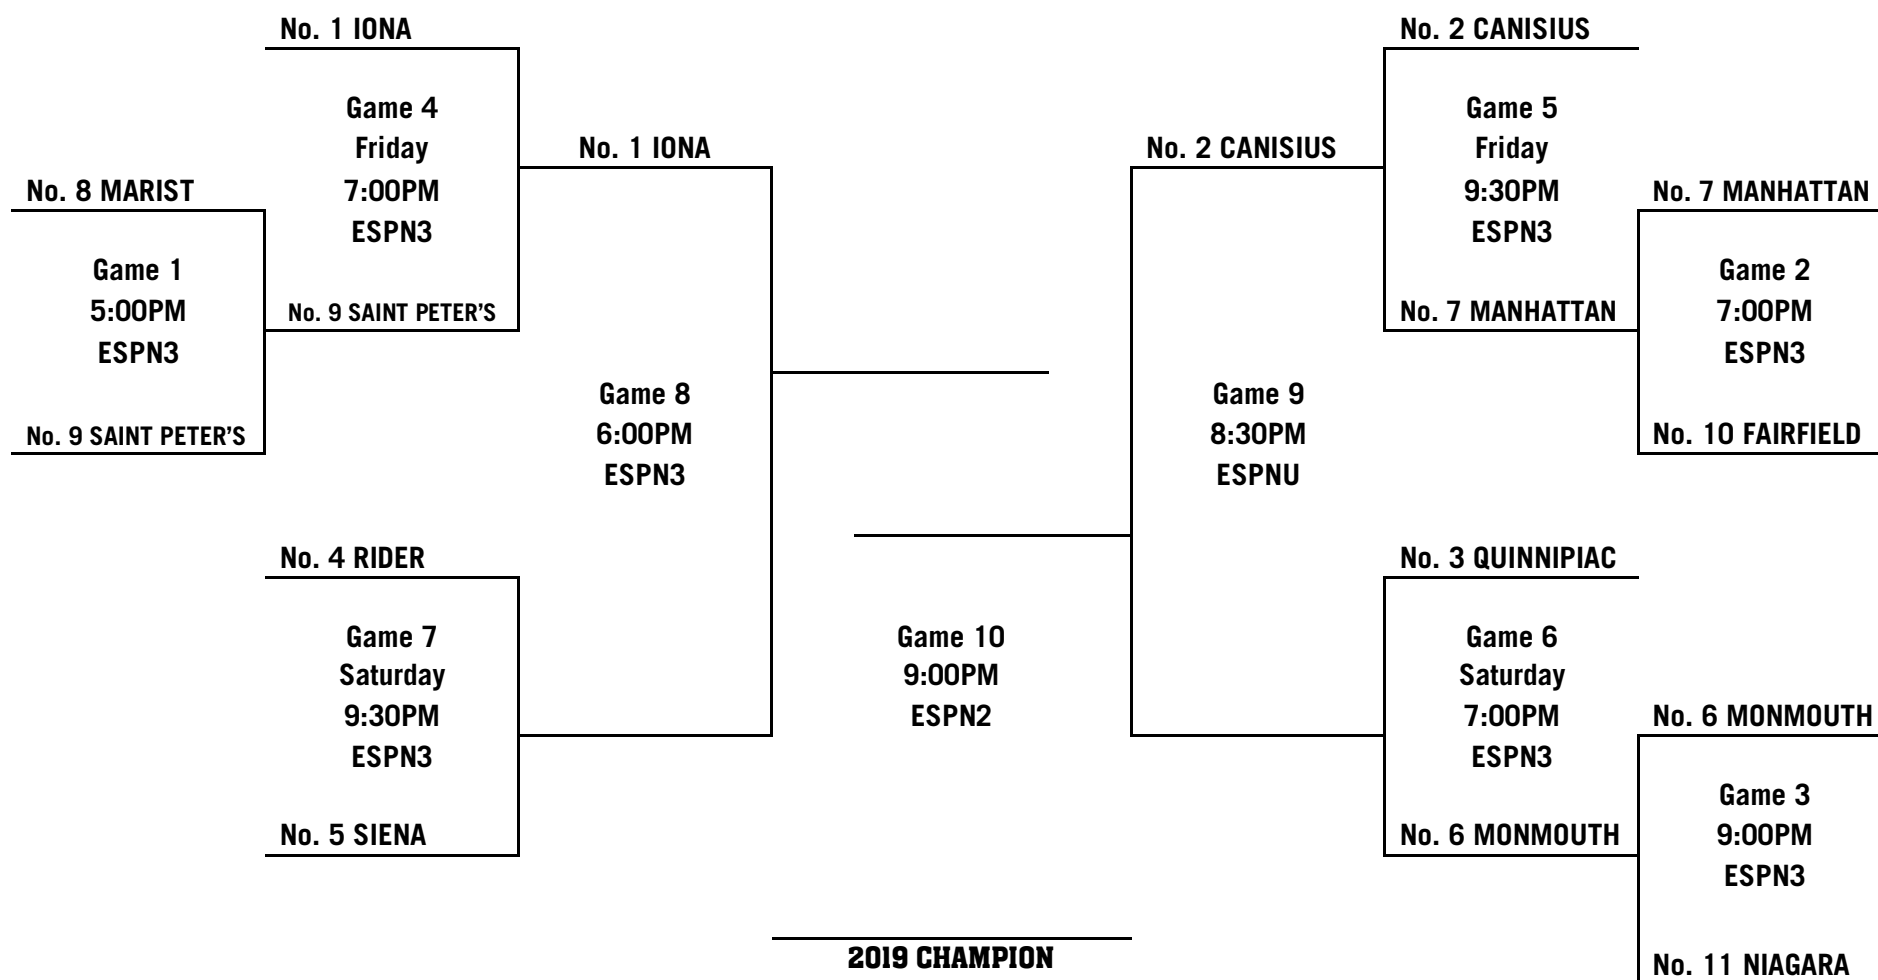 No. 1 IONA
No. 2 CANISIUS
Game 4
Friday
7:00PM
ESPN3
No. 1 IONA
No. 2 CANISIUS
Game 5
Friday
9:30PM
ESPN3
No. 8 MARIST
No. 7 MANHATTAN
Game 1
5:00PM
ESPN3
No. 9 SAINT PETER'S
No. 7 MANHATTAN
Game 2
7:00PM
ESPN3
No. 9 SAINT PETER'S
Game 8
6:00PM
ESPN3
Game 9
8:30PM
ESPNU
No. 10 FAIRFIELD
No. 4 RIDER
No. 3 QUINNIPIAC
Game 7
Saturday
9:30PM
ESPN3
Game 10
9:00PM
ESPN2
Game 6
Saturday
7:00PM
ESPN3
No. 6 MONMOUTH
No. 5 SIENA
No. 6 MONMOUTH
Game 3
9:00PM
ESPN3
2019 CHAMPION
No. 11 NIAGARA